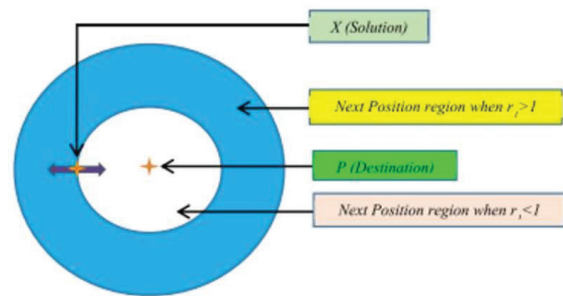 X (Solution)
Next Position region when r₁>1
P (Destination)
Next Position region when r₁<1